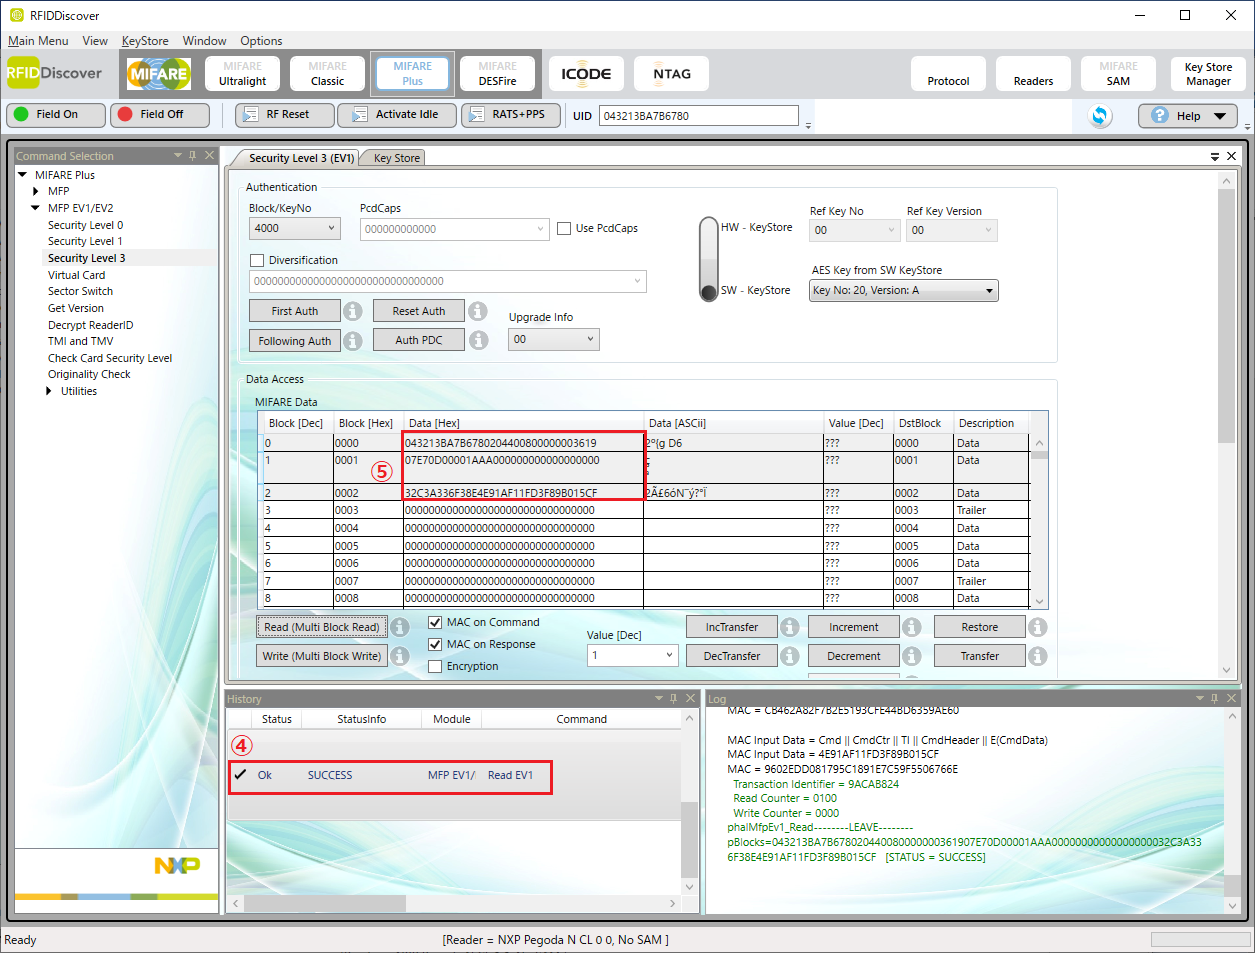 RFIDDiscover
Main Menu View KeyStore Window Options
RFIDDiscover
MIFARE
MIFARE Ultralight
MIFARE Classic
MIFARE Plus
MIFARE DESFire
ICODE
NTAG
Protocol
Readers
MIFARE SAM
Key Store Manager
Field On
Field Off
RF Reset
Activate Idle
RATS+PPS
UID 043213BA7B6780
Help
Command Selection
MIFARE Plus
MFP
MFP EV1/EV2
Security Level 0
Security Level 1
Security Level 3
Virtual Card
Sector Switch
Get Version
Decrypt ReaderID
TMI and TMV
Check Card Security Level
Originality Check
Utilities
NXP
Security Level 3 (EV1) Key Store
Authentication
Block/KeyNo PcdCaps
4000 000000000000 Use PcdCaps
Diversification
First Auth Reset Auth
Following Auth Auth PDC
Upgrade Info
00
HW - KeyStore
SW - KeyStore
Ref Key No Ref Key Version
00 00
AES Key from SW KeyStore
Key No: 20, Version: A
Data Access
MIFARE Data
Block [Dec] Block [Hex] Data [Hex] Data [ASCii] Value [Dec] DstBlock Description
0 0000 043213BA7B6780204400800000003619 2º{g D6 ??? 0000 Data
1 0001 07E70D00001AAA000000000000000000 ??? 0001 Data
⑤
2 0002 32C3A336F38E4E91AF11FD3F89B015CF 2Ã£6óN¯ý?°Ï ??? 0002 Data
3 0003 00000000000000000000000000000000 ??? 0003 Trailer
4 0004 00000000000000000000000000000000 ??? 0004 Data
5 0005 00000000000000000000000000000000 ??? 0005 Data
6 0006 00000000000000000000000000000000 ??? 0006 Data
7 0007 00000000000000000000000000000000 ??? 0007 Trailer
8 0008 00000000000000000000000000000000 ??? 0008 Data
Read (Multi Block Read)
Write (Multi Block Write)
MAC on Command
MAC on Response
Encryption
Value [Dec]
1
IncTransfer Increment Restore
DecTransfer Decrement Transfer
History
Status StatusInfo Module Command
④
Ok SUCCESS MFP EV1/ Read EV1
Log
MAC = CB462A82F7B2E5193CFE44BD6359AE60
MAC Input Data = Cmd || CmdCtr || TI || CmdHeader || E(CmdData)
MAC Input Data = 4E91AF11FD3F89B015CF
MAC = 9602EDD081795C1891E7C59F5506766E
Transaction Identifier = 9ACAB824
Read Counter = 0100
Write Counter = 0000
phalMfpEv1_Read--------LEAVE--------
pBlocks=043213BA7B678020440080000000361907E70D00001AAA00000000000000000032C3A33
6F38E4E91AF11FD3F89B015CF [STATUS = SUCCESS]
Ready
[Reader = NXP Pegoda N CL 0 0, No SAM ]